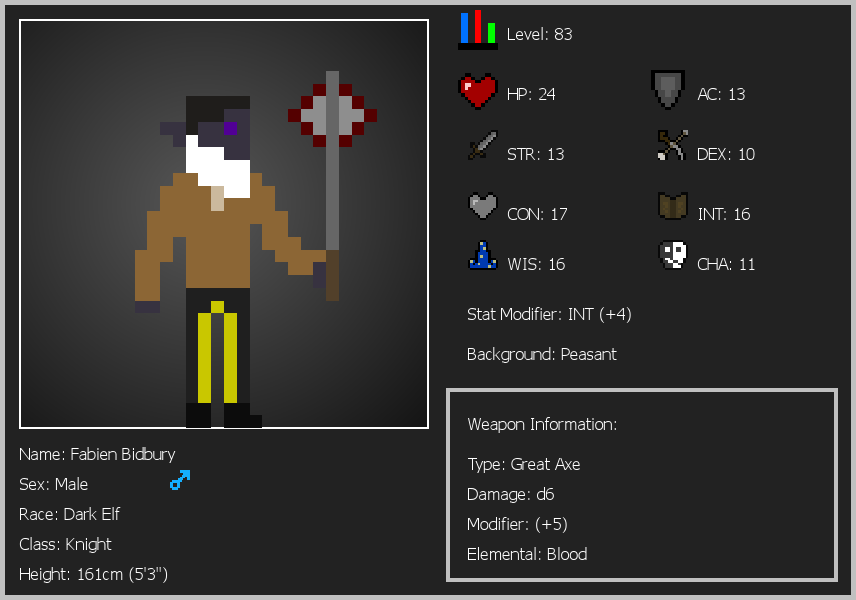 Level: 83
HP: 24
AC: 13
STR: 13
DEX: 10
CON: 17
INT: 16
WIS: 16
CHA: 11
Stat Modifier: INT (+4)
Background: Peasant
Weapon Information:
Type: Great Axe
Damage: d6
Modifier: (+5)
Elemental: Blood
Name: Fabien Bidbury
Sex: Male
Race: Dark Elf
Class: Knight
Height: 161cm (5'3")